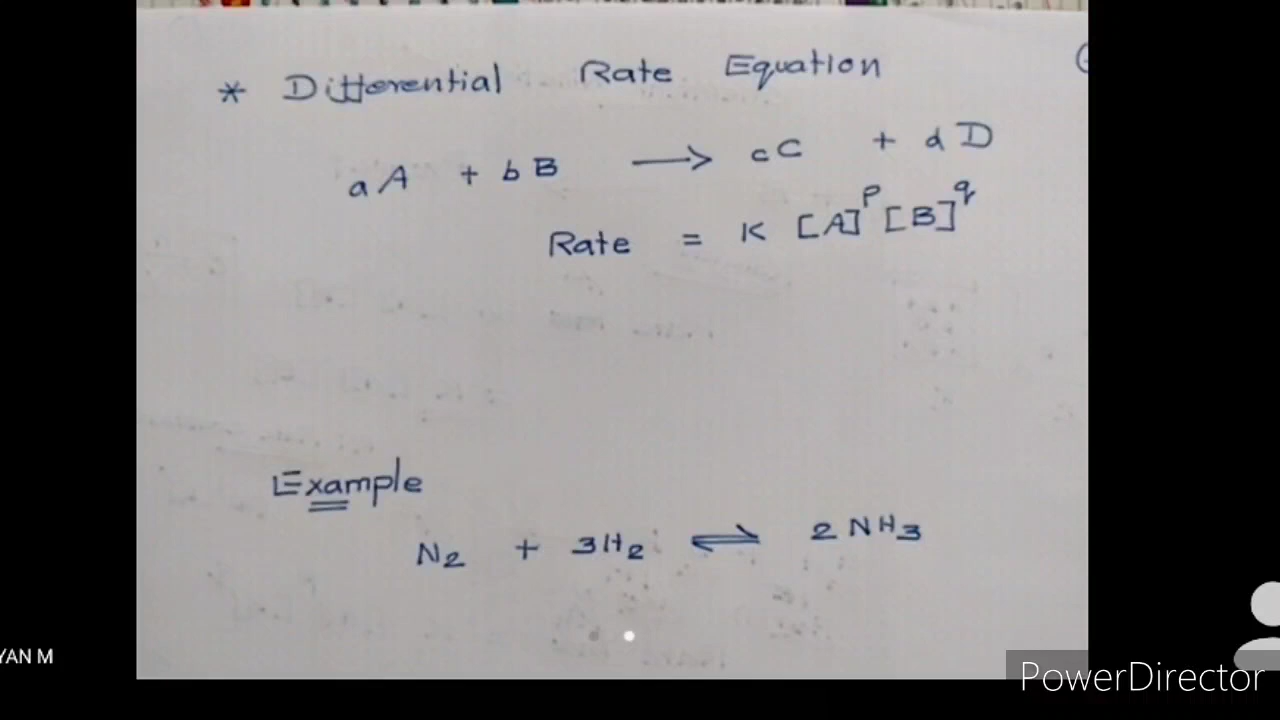 * Differential Rate Equation
aA + bB → cC + dD
Rate = K [A]^p [B]^q
Example
N₂ + 3H₂ ⇌ 2NH₃
YAN M
PowerDirector